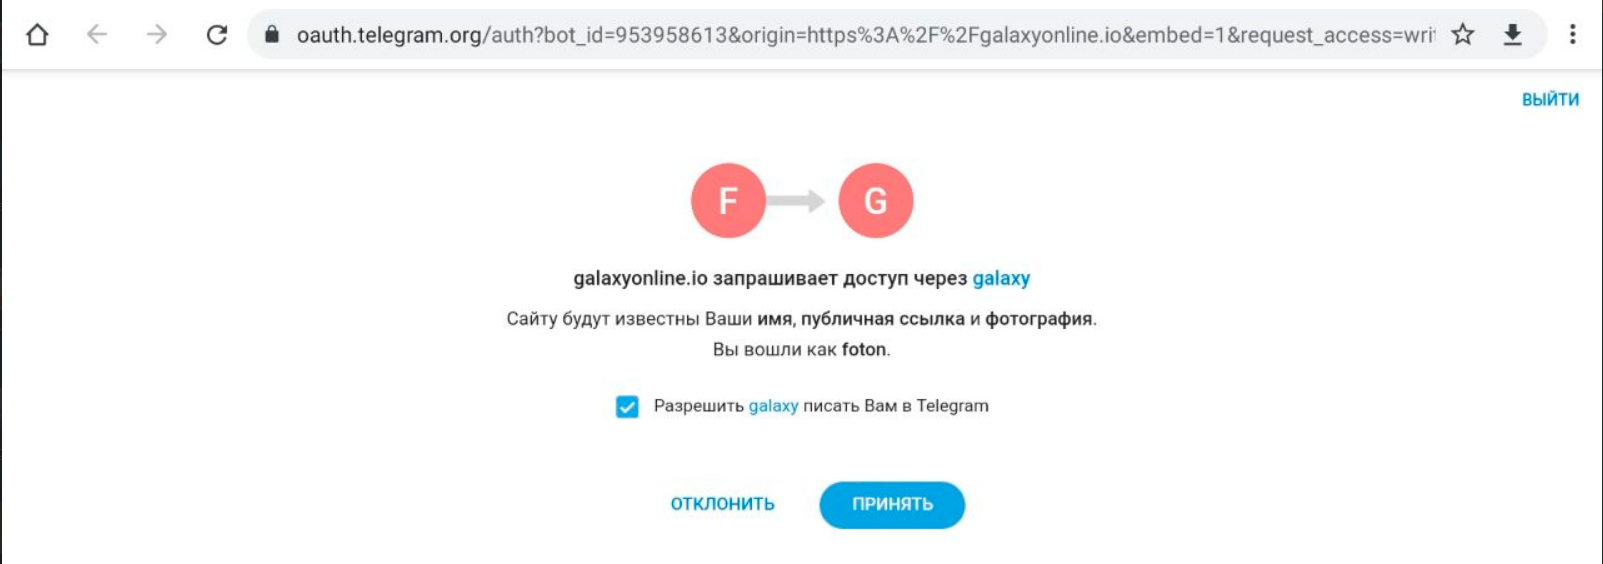 oauth.telegram.org/auth?bot_id=953958613&origin=https%3A%2F%2Fgalaxyonline.io&embed=1&request_access=wri
ВЫЙТИ
F G
galaxyonline.io запрашивает доступ через galaxy
Сайту будут известны Ваши имя, публичная ссылка и фотография.
Вы вошли как foton.
Разрешить galaxy писать Вам в Telegram
ОТКЛОНИТЬ ПРИНЯТЬ